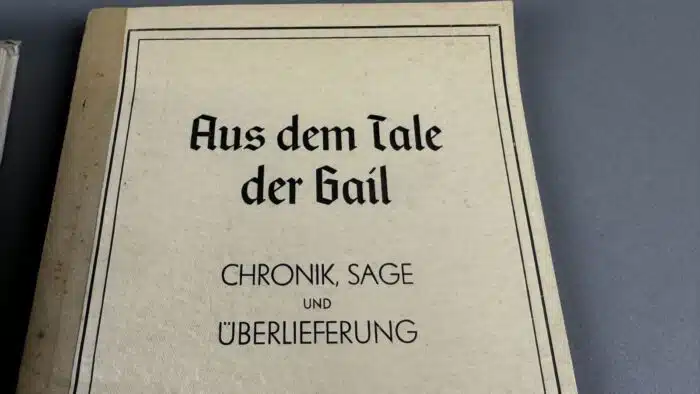 Aus dem Tale
der Gail
CHRONIK, SAGE
UND
ÜBERLIEFERUNG